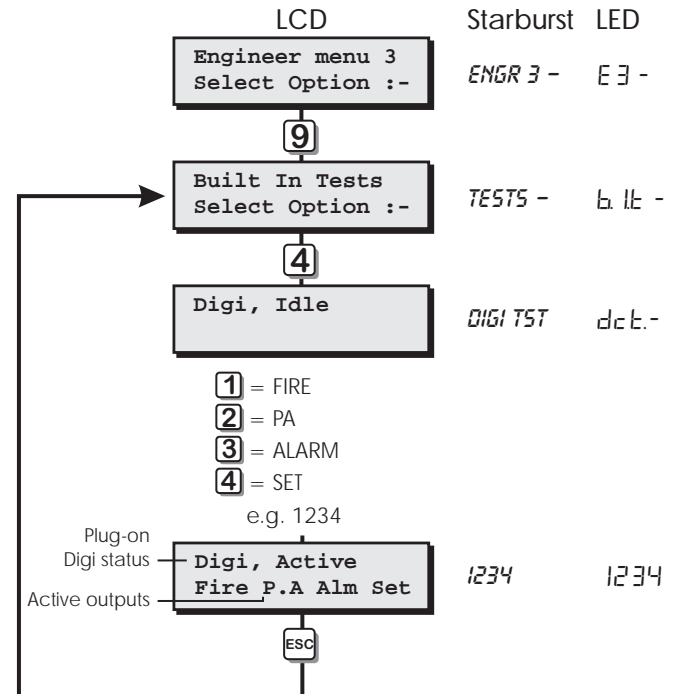 LCD Starburst LED
Engineer menu 3
Select Option :-
ENGR 3 - E 3 -
9
Built In Tests
Select Option :-
TESTS - b. I.t -
4
Digi, Idle
DIGI TST dct.-
1 = FIRE
2 = PA
3 = ALARM
4 = SET
e.g. 1234
Plug-on
Digi status
Digi, Active
Fire P.A Alm Set
Active outputs
1234 1234
ESC